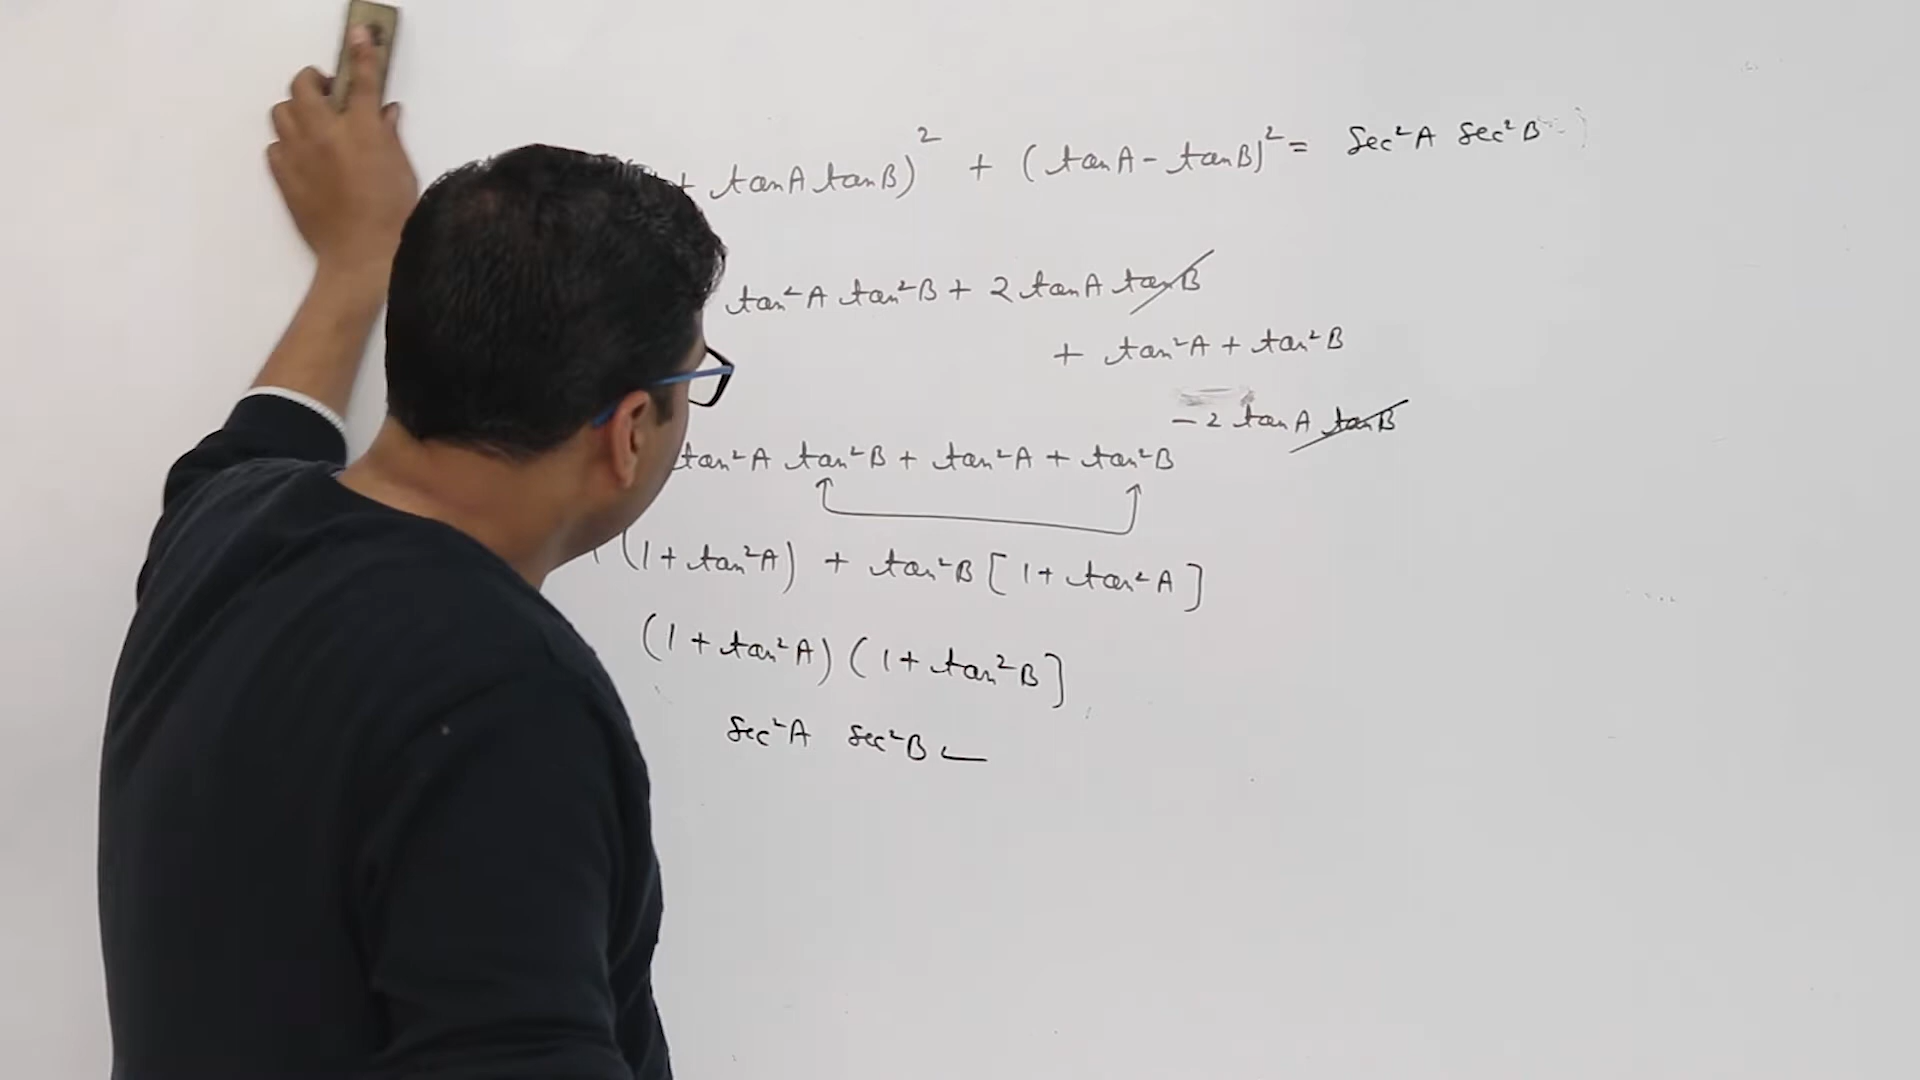 + tanA tanB)² + (tanA - tanB)² = Sec²A Sec²B
tan²A tan²B + 2 tanA tanB
+ tan²A + tan²B
- 2 tanA tanB
tan²A tan²B + tan²A + tan²B
(1 + tan²A) + tan²B [1 + tan²A]
(1 + tan²A) (1 + tan²B]
Sec²A Sec²B